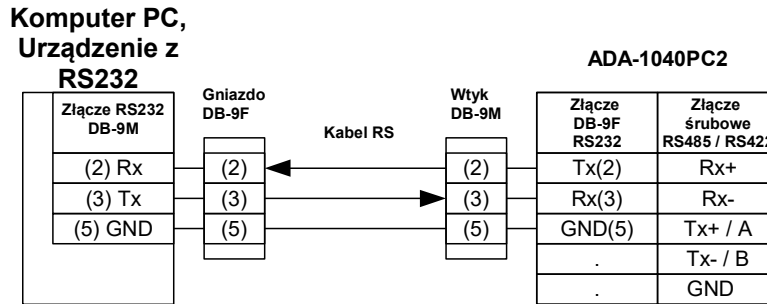 Komputer PC,
Urządzenie z
RS232
ADA-1040PC2
Złącze RS232
DB-9M
Gniazdo
DB-9F
Kabel RS
Wtyk
DB-9M
Złącze
DB-9F
RS232
Złącze
śrubowe
RS485 / RS422
(2) Rx (2) (2) Tx(2) Rx+
(3) Tx (3) (3) Rx(3) Rx-
(5) GND (5) (5) GND(5) Tx+ / A
. Tx- / B
. GND